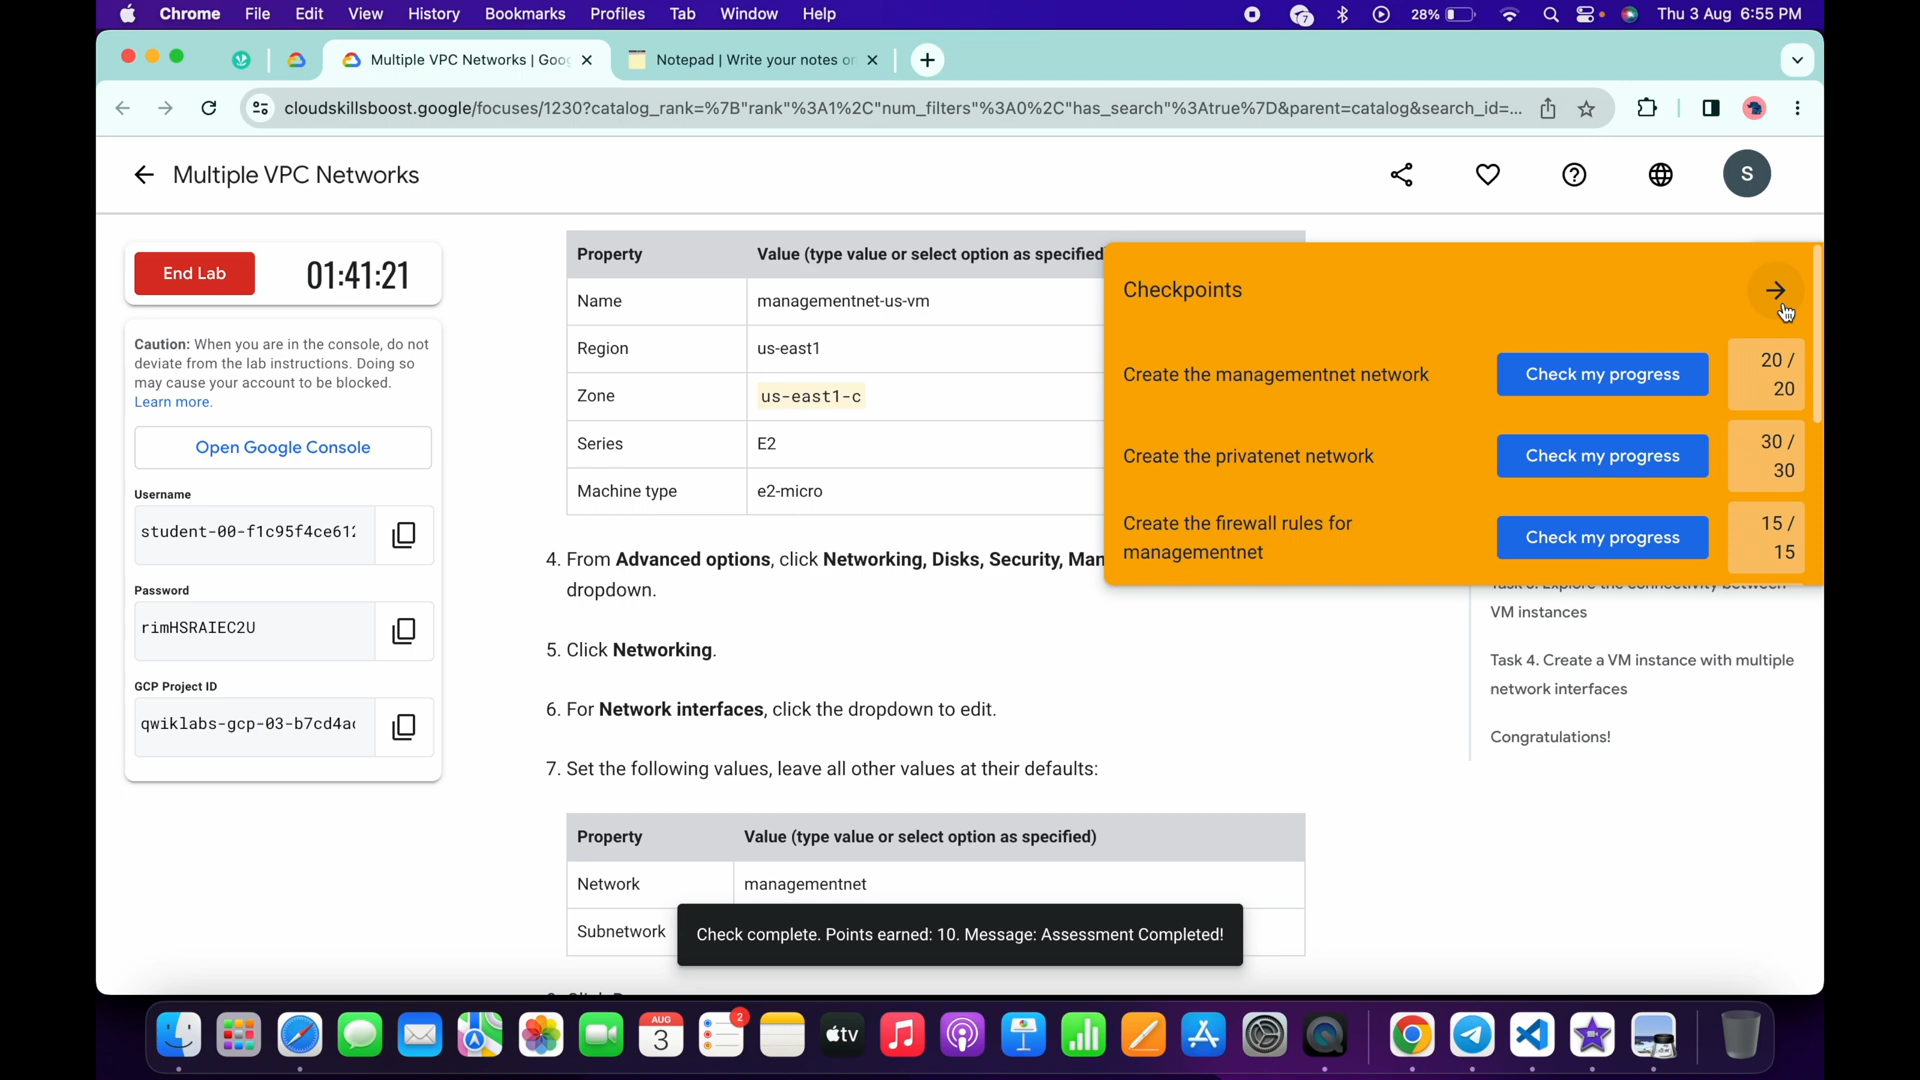 Chrome File Edit View History Bookmarks Profiles Tab Window Help
7 28% Thu 3 Aug 6:55 PM
Multiple VPC Networks | Goo
Notepad | Write your notes o
cloudskillsboost.google/focuses/1230?catalog_rank=%7B"rank"%3A1%2C"num_filters"%3A0%2C"has_search"%3Atrue%7D&parent=catalog&search_id=...
Multiple VPC Networks
S
End Lab
01:41:21
Caution: When you are in the console, do not
deviate from the lab instructions. Doing so
may cause your account to be blocked.
Learn more.
Open Google Console
Username
student-00-f1c95f4ce61
Password
rimHSRAIEC2U
GCP Project ID
qwiklabs-gcp-03-b7cd4a
Property Value (type value or select option as specified
Name managementnet-us-vm
Region us-east1
Zone us-east1-c
Series E2
Machine type e2-micro
4. From Advanced options, click Networking, Disks, Security, Man
dropdown.
5. Click Networking.
6. For Network interfaces, click the dropdown to edit.
7. Set the following values, leave all other values at their defaults:
Property Value (type value or select option as specified)
Network managementnet
Subnetwork
Check complete. Points earned: 10. Message: Assessment Completed!
Checkpoints
Create the managementnet network
Check my progress
20 /
20
Create the privatenet network
Check my progress
30 /
30
Create the firewall rules for
managementnet
Check my progress
15 /
15
Task 3. Explore the connectivity between
VM instances
Task 4. Create a VM instance with multiple
network interfaces
Congratulations!
AUG
3
2
tv